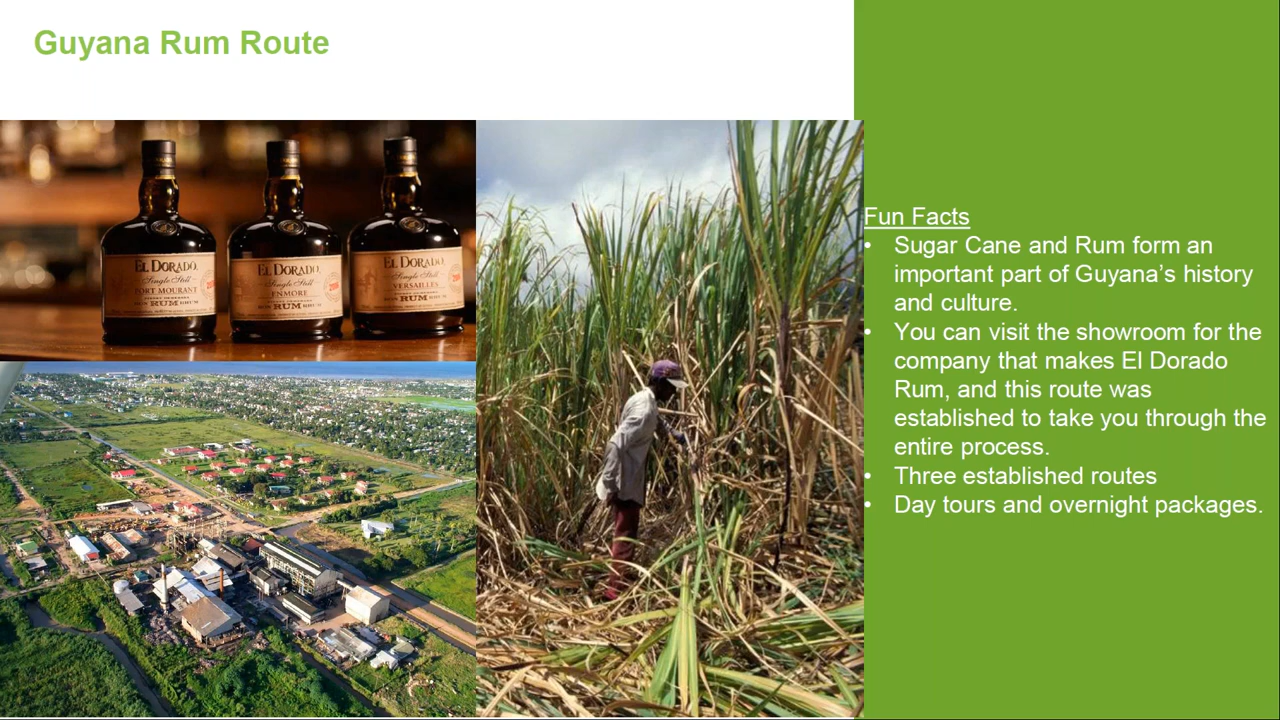 Guyana Rum Route
EL DORADO
Single Still
PORT MOURANT
RUM
EL DORADO
Single Still
ENMORE
RUM
EL DORADO
Single Still
VERSAILLES
RUM
Fun Facts
• Sugar Cane and Rum form an
important part of Guyana’s history
and culture.
• You can visit the showroom for the
company that makes El Dorado
Rum, and this route was
established to take you through the
entire process.
• Three established routes
• Day tours and overnight packages.